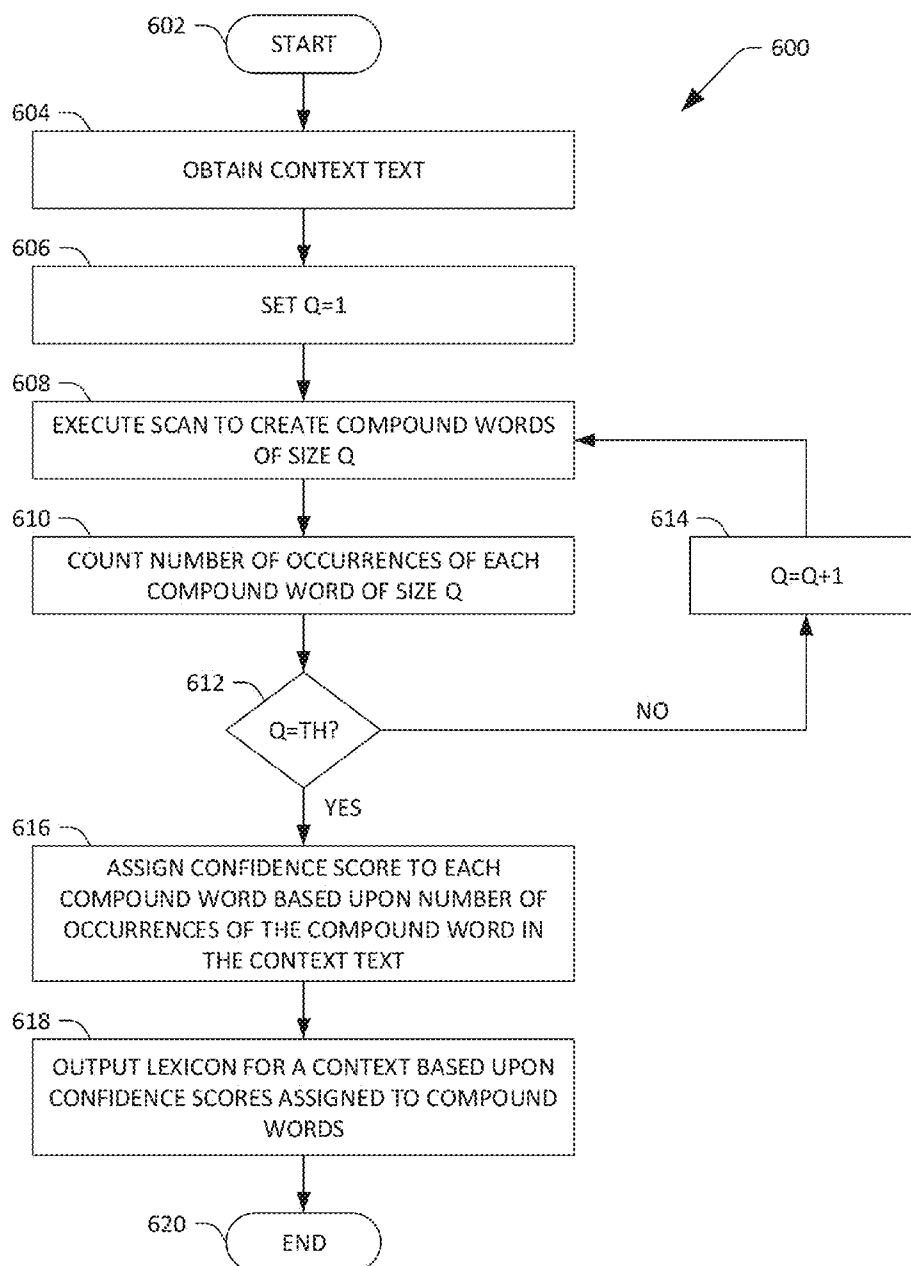 602
START
600
604
OBTAIN CONTEXT TEXT
606
SET Q=1
608
EXECUTE SCAN TO CREATE COMPOUND WORDS
OF SIZE Q
610
COUNT NUMBER OF OCCURRENCES OF EACH
COMPOUND WORD OF SIZE Q
614
Q=Q+1
612
Q=TH?
NO
YES
616
ASSIGN CONFIDENCE SCORE TO EACH
COMPOUND WORD BASED UPON NUMBER OF
OCCURRENCES OF THE COMPOUND WORD IN
THE CONTEXT TEXT
618
OUTPUT LEXICON FOR A CONTEXT BASED UPON
CONFIDENCE SCORES ASSIGNED TO COMPOUND
WORDS
620
END